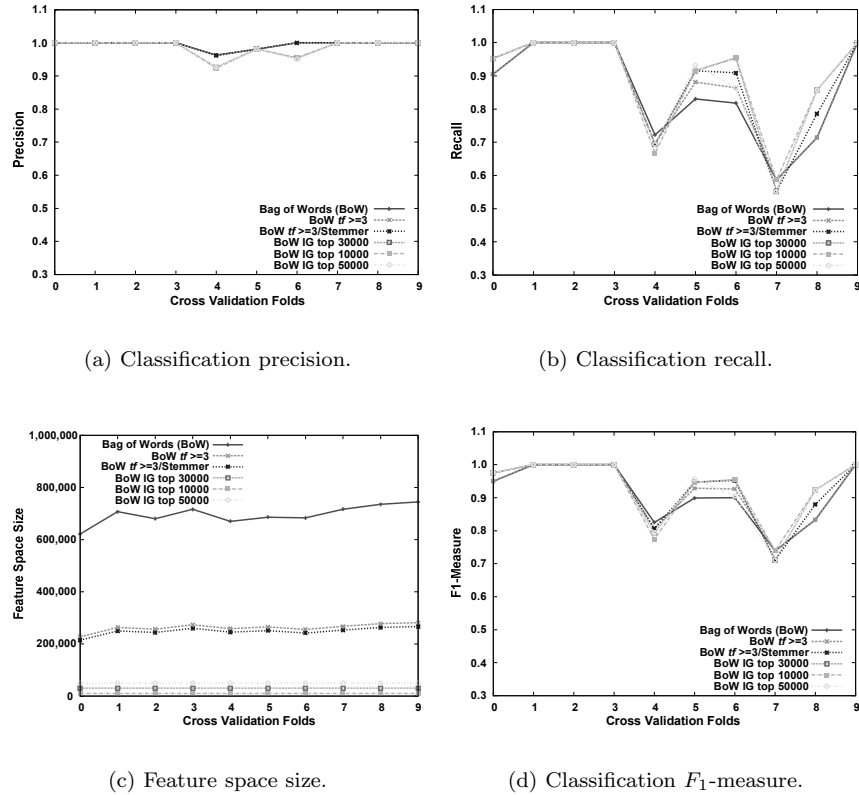 1.1
1.0
0.9
0.8
0.7
0.6
0.5
0.4
0.3
Precision
Bag of Words (BoW)
BoW tf >=3
BoW tf >=3/Stemmer
BoW IG top 30000
BoW IG top 10000
BoW IG top 50000
0 1 2 3 4 5 6 7 8 9
Cross Validation Folds
(a) Classification precision.
1.1
1.0
0.9
0.8
0.7
0.6
0.5
0.4
0.3
Recall
Bag of Words (BoW)
BoW tf >=3
BoW tf >=3/Stemmer
BoW IG top 30000
BoW IG top 10000
BoW IG top 50000
0 1 2 3 4 5 6 7 8 9
Cross Validation Folds
(b) Classification recall.
1,000,000
800,000
600,000
400,000
200,000
0
Feature Space Size
Bag of Words (BoW)
BoW tf >=3
BoW tf >=3/Stemmer
BoW IG top 30000
BoW IG top 10000
BoW IG top 50000
0 1 2 3 4 5 6 7 8 9
Cross Validation Folds
(c) Feature space size.
1.1
1.0
0.9
0.8
0.7
0.6
0.5
0.4
0.3
F1-Measure
Bag of Words (BoW)
BoW tf >=3
BoW tf >=3/Stemmer
BoW IG top 30000
BoW IG top 10000
BoW IG top 50000
0 1 2 3 4 5 6 7 8 9
Cross Validation Folds
(d) Classification F₁-measure.